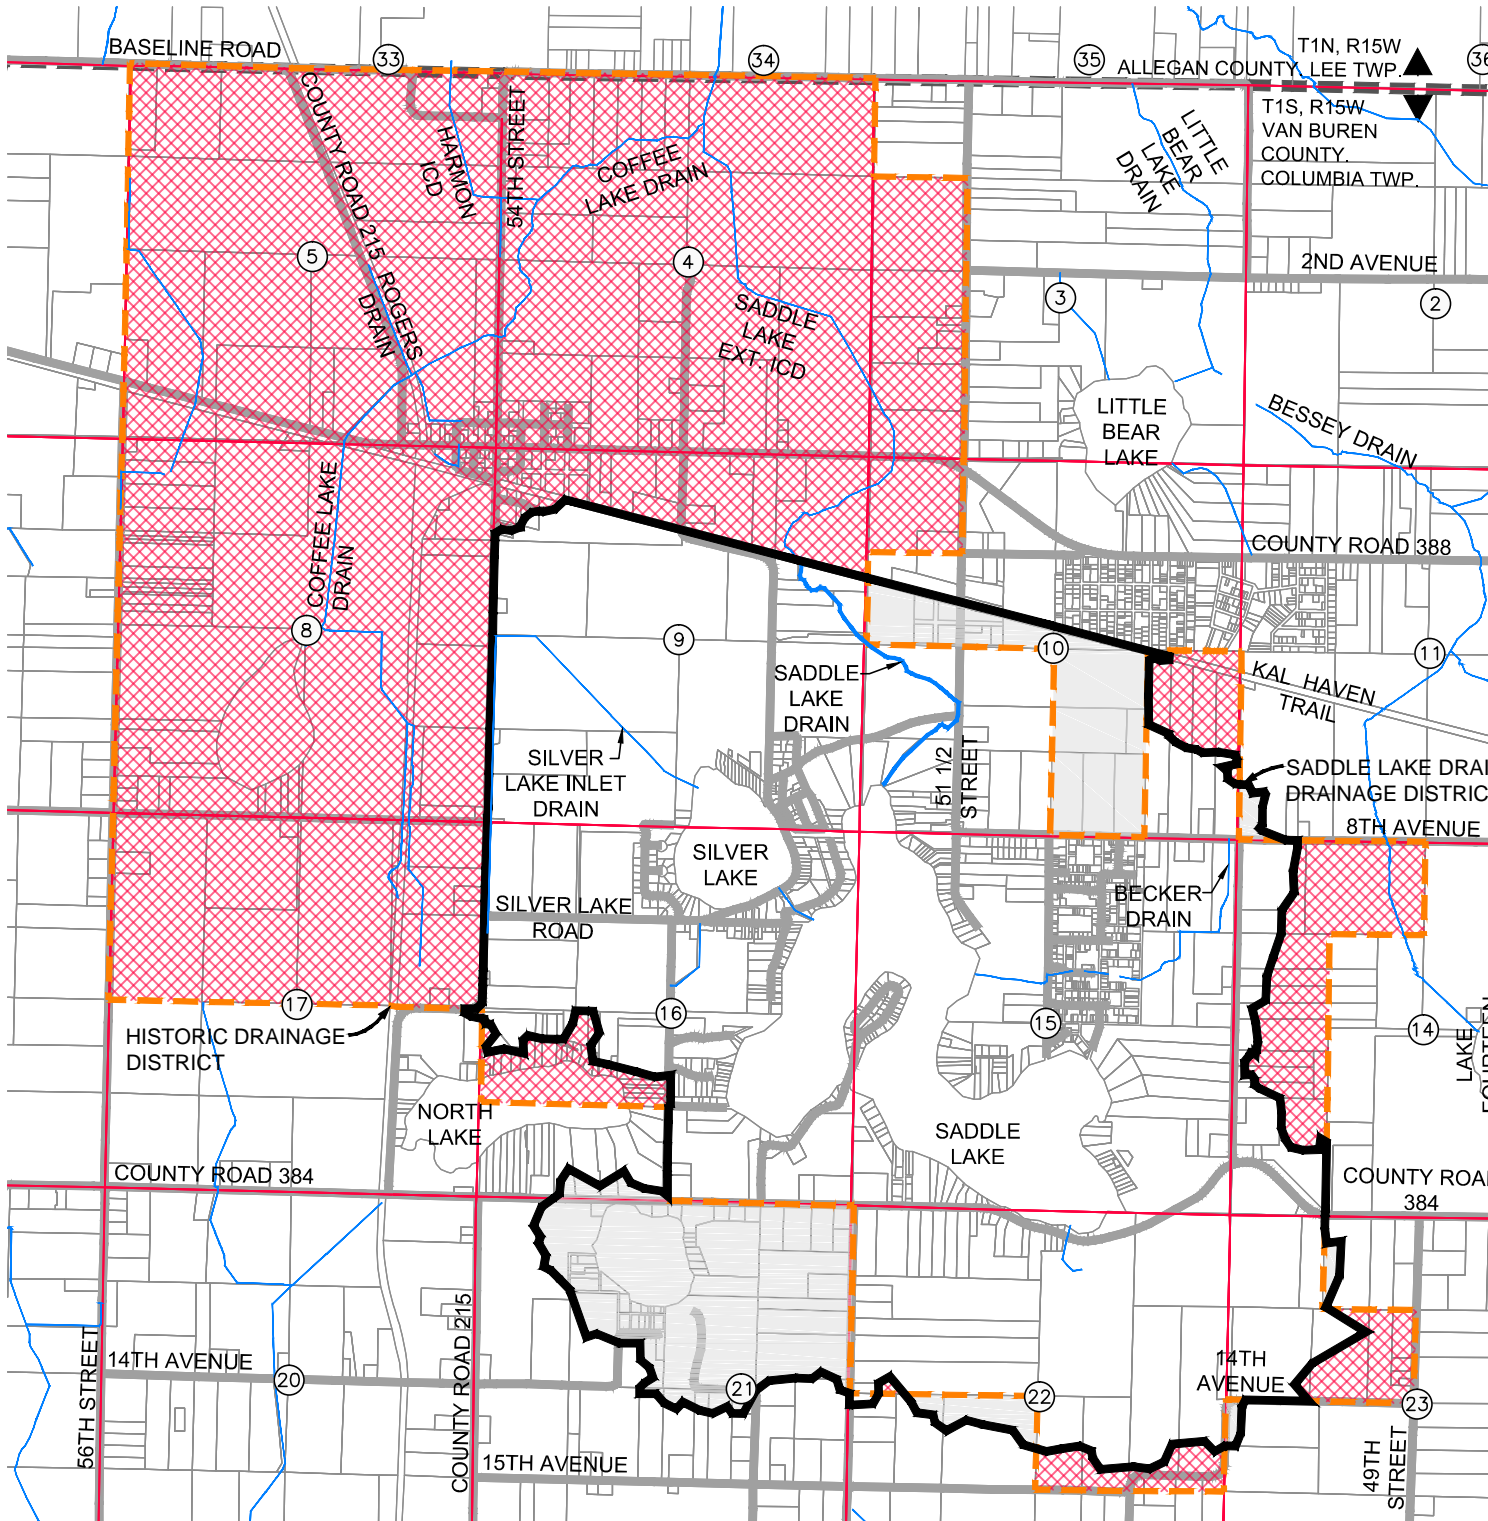 BASELINE ROAD
33
34
35
36
T1N, R15W
ALLEGAN COUNTY, LEE TWP.
T1S, R15W
VAN BUREN
COUNTY.
COLUMBIA TWP.
COUNTY ROAD 215
HARMON
ICD
54TH STREET
COFFEE
LAKE DRAIN
LITTLE
BEAR
LAKE
DRAIN
5
4
2ND AVENUE
3
2
ROGERS
DRAIN
SADDLE
LAKE
EXT. ICD
LITTLE
BEAR
LAKE
BESSEY DRAIN
COFFEE LAKE
DRAIN
COUNTY ROAD 388
8
9
10
11
SADDLE
LAKE
DRAIN
KAL HAVEN
TRAIL
SILVER
LAKE INLET
DRAIN
51 1/2
STREET
SADDLE LAKE DRAI
DRAINAGE DISTRIC
8TH AVENUE
SILVER
LAKE
SILVER LAKE
ROAD
BECKER
DRAIN
17
16
15
14
HISTORIC DRAINAGE
DISTRICT
LAKE
FOURTEEN
NORTH
LAKE
SADDLE
LAKE
COUNTY ROAD 384
COUNTY ROA
384
56TH STREET
14TH AVENUE
20
COUNTY ROAD 215
21
22
14TH
AVENUE
23
15TH AVENUE
49TH
STREET